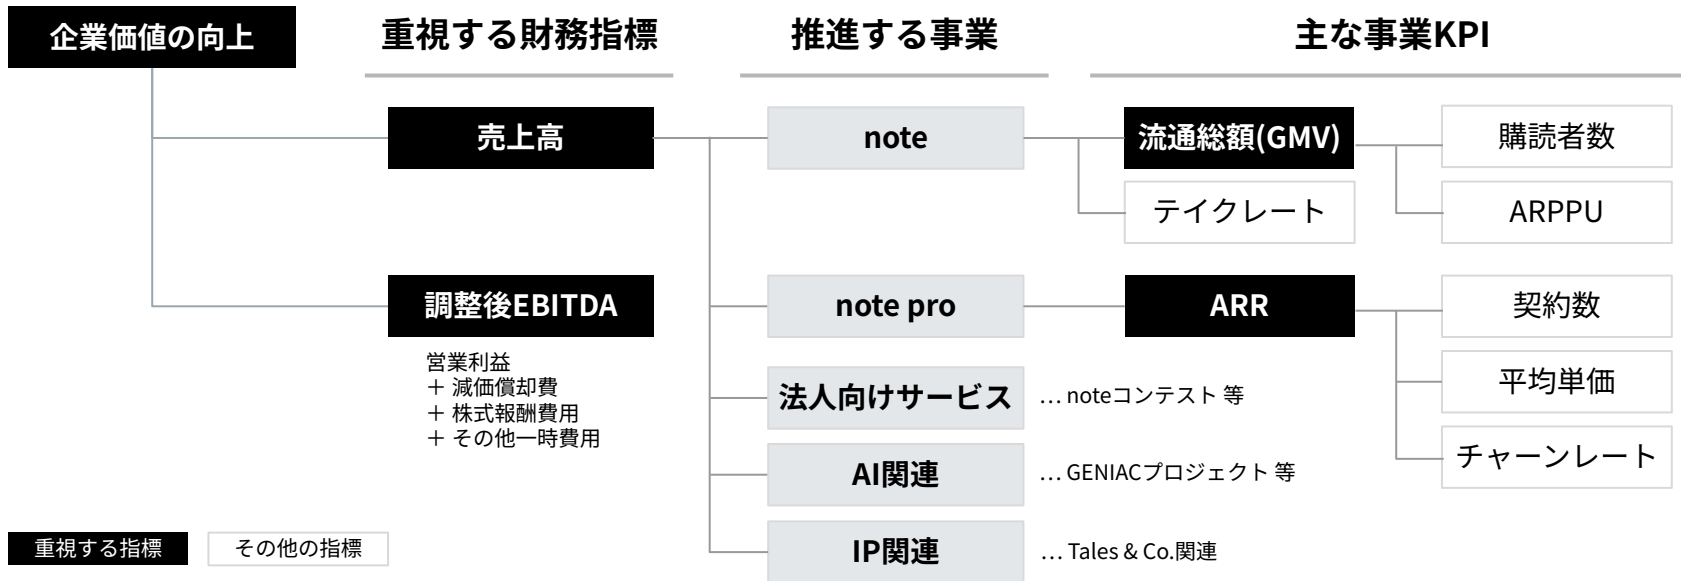 企業価値の向上
重視する財務指標
推進する事業
主な事業KPI
売上高
note
流通総額(GMV)
購読者数
テイクレート
ARPPU
調整後EBITDA
営業利益
＋ 減価償却費
＋ 株式報酬費用
＋ その他一時費用
note pro
ARR
契約数
平均単価
チャーンレート
法人向けサービス
… noteコンテスト 等
AI関連
… GENIACプロジェクト 等
IP関連
… Tales & Co.関連
重視する指標
その他の指標